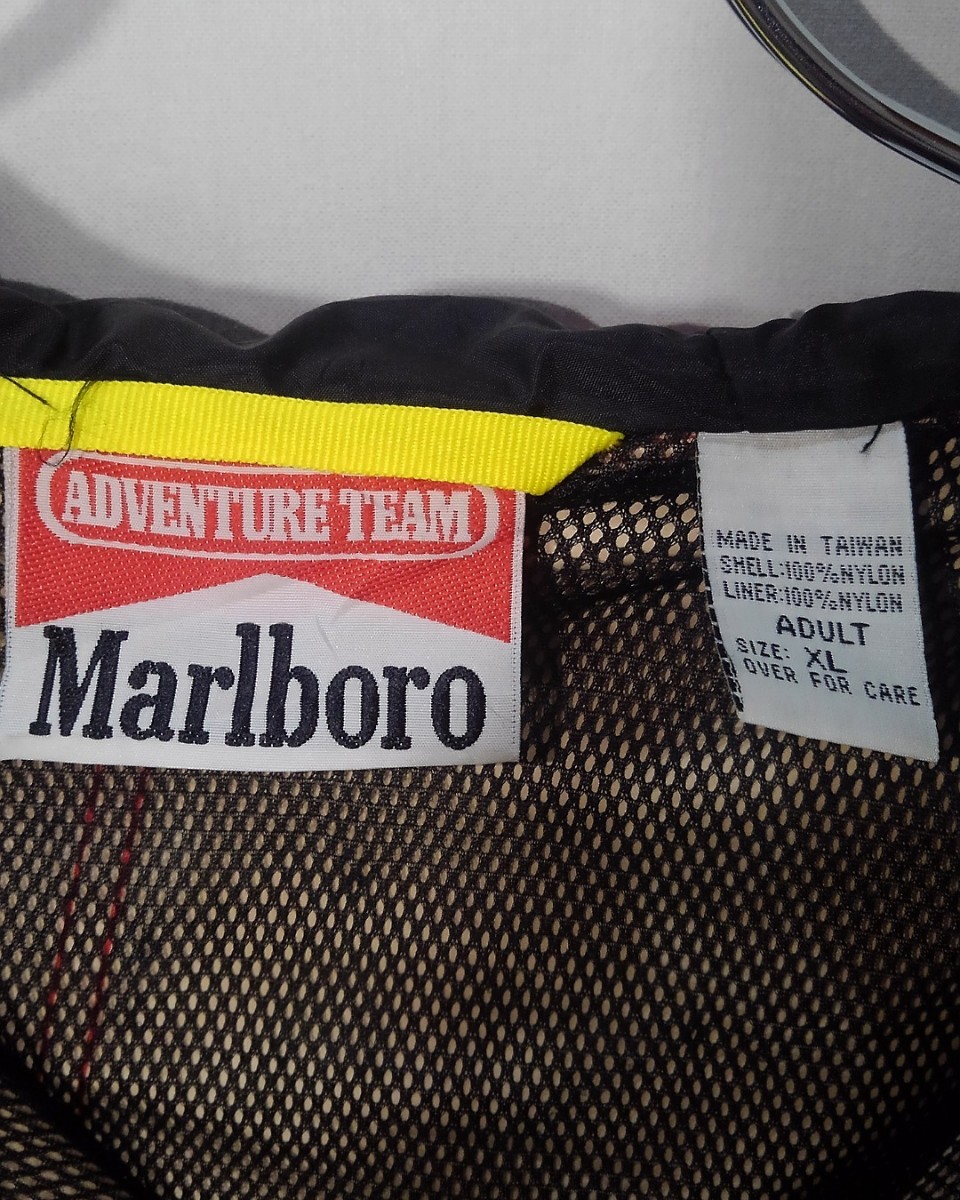 ADVENTURE TEAM
Marlboro
MADE IN TAIWAN
SHELL:100%NYLON
LINER:100%NYLON
ADULT
SIZE: XL
OVER FOR CARE